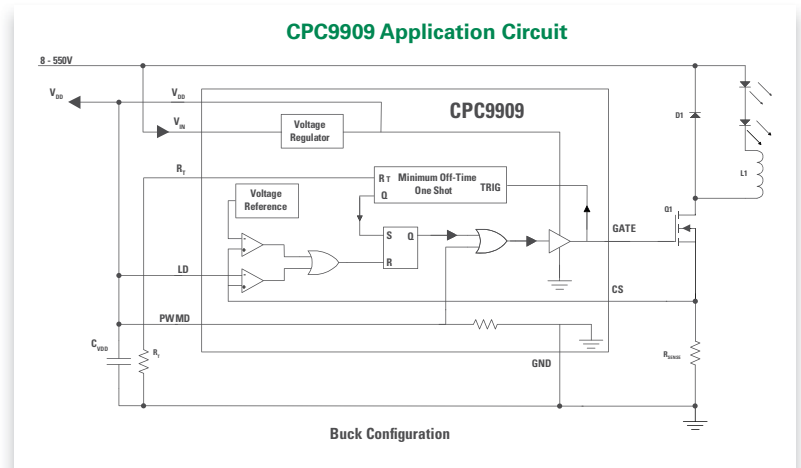 CPC9909 Application Circuit
8 - 550V
VDD
VDD
CPC9909
VIN
Voltage
Regulator
D1
L1
RT
RT
Minimum Off-Time
One Shot
TRIG
Q
Voltage
Reference
Q1
S
Q
R
GATE
LD
CS
PWMD
CVDD
RT
GND
RSENSE
Buck Configuration